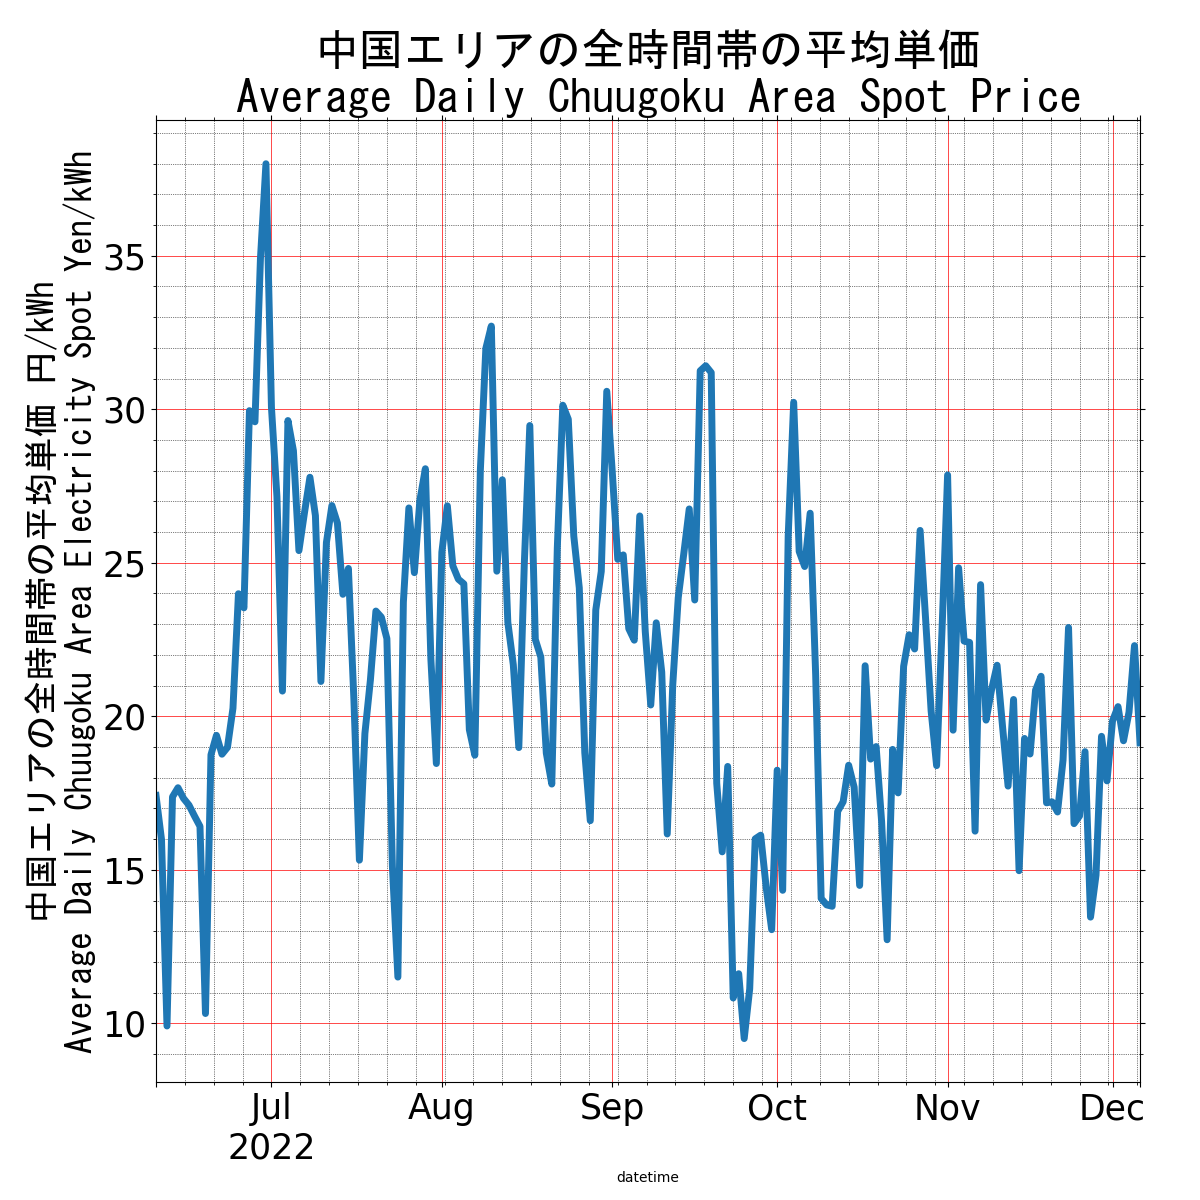 中国エリアの全時間帯の平均単価
Average Daily Chuugoku Area Spot Price
中国エリアの全時間帯の平均単価 円/kWh
Average Daily Chuugoku Area Electricity Spot Yen/kWh
35
30
25
20
15
10
Jul
2022
Aug
Sep
Oct
Nov
Dec
datetime